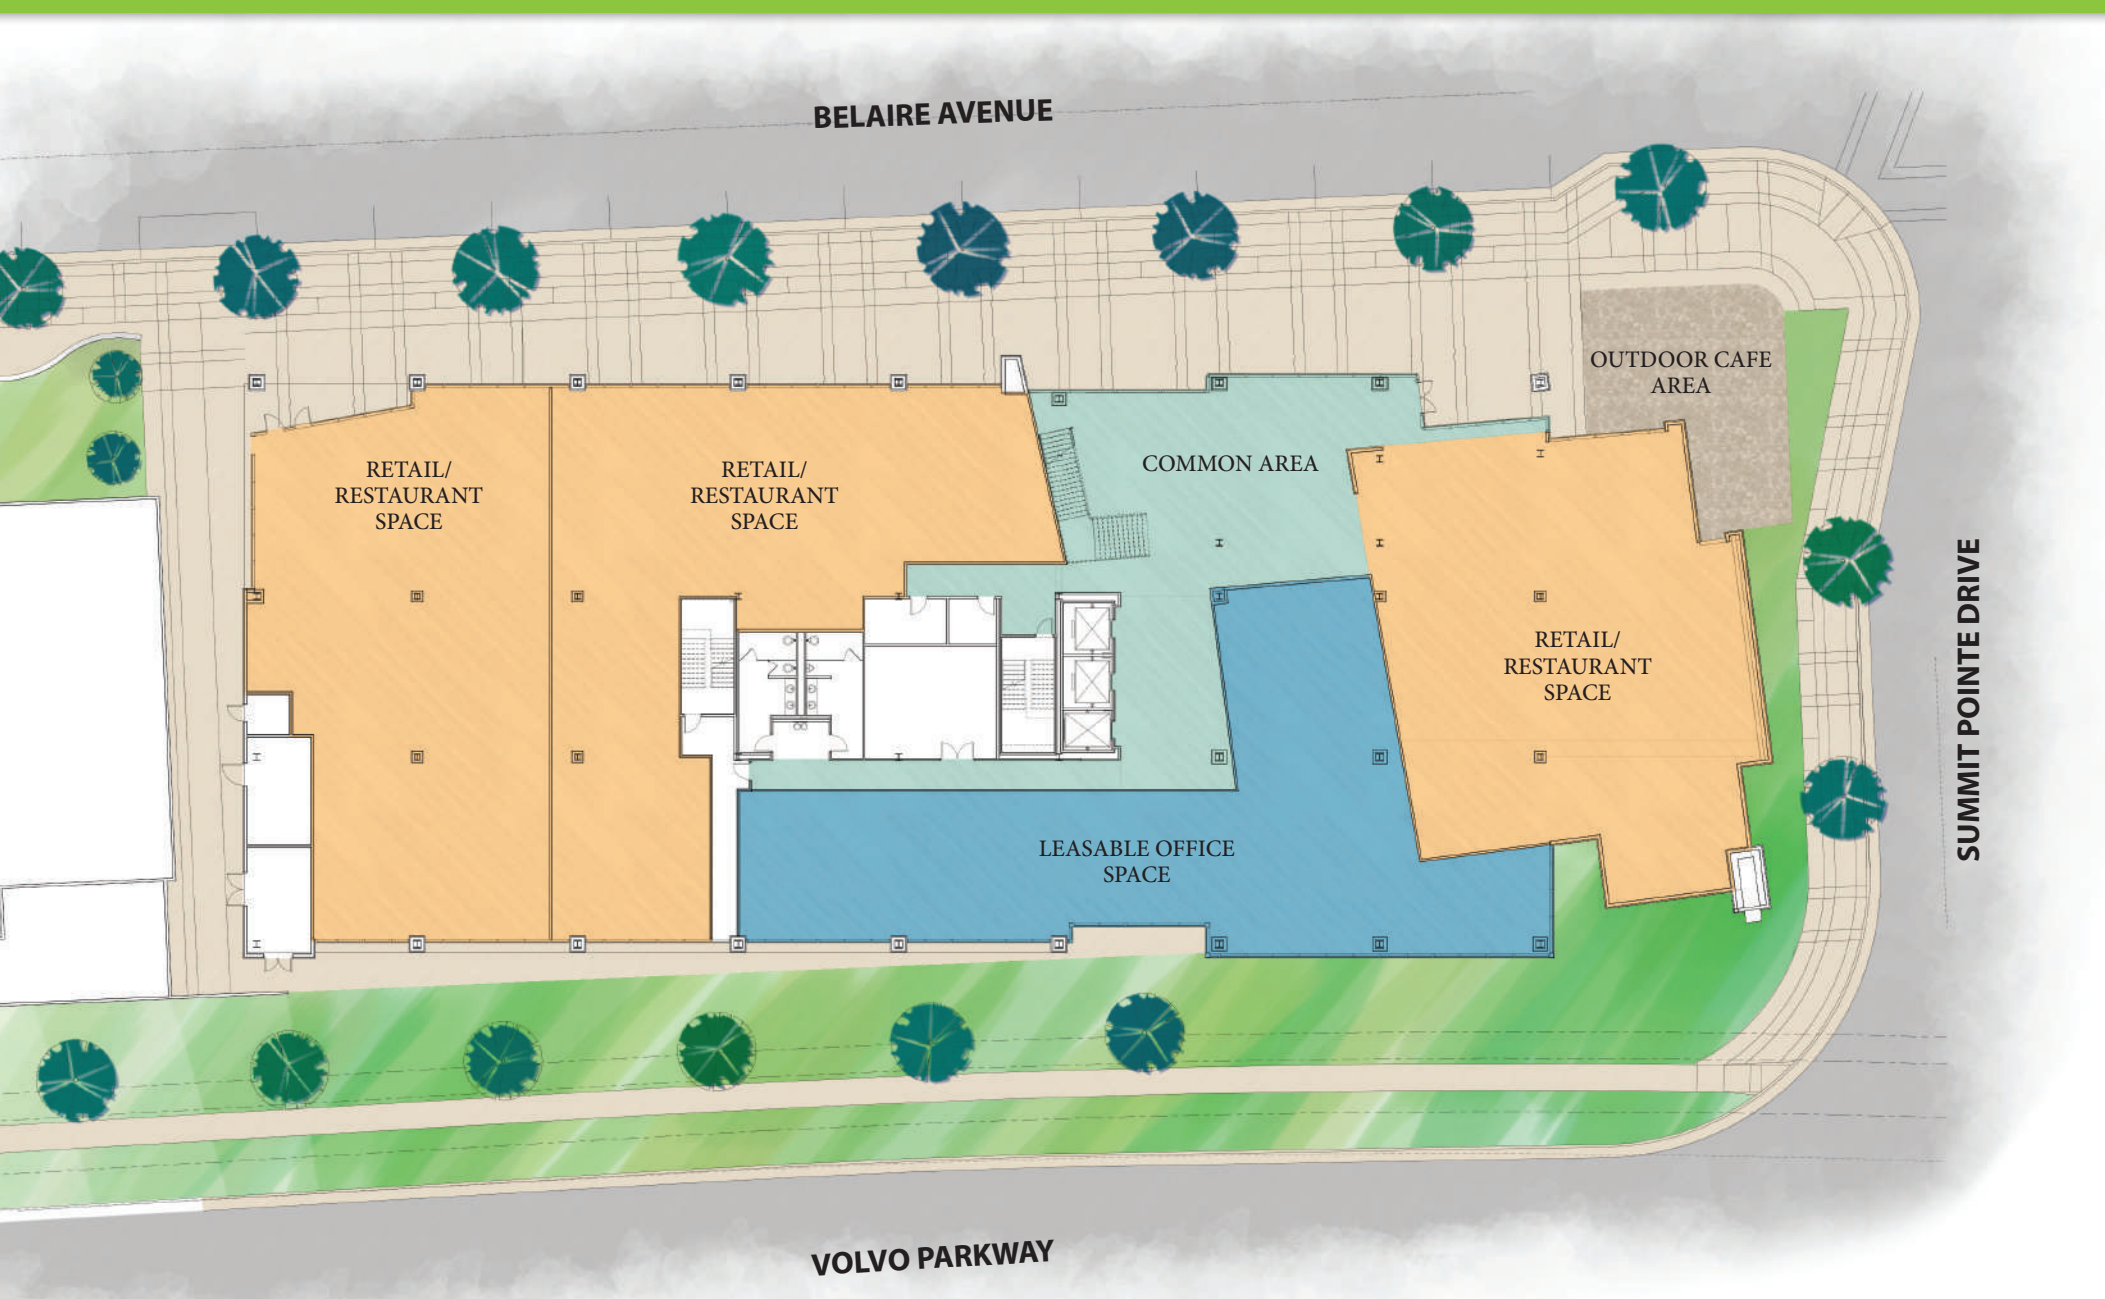 BELAIRE AVENUE
OUTDOOR CAFE
AREA
RETAIL/
RESTAURANT
SPACE
RETAIL/
RESTAURANT
SPACE
COMMON AREA
RETAIL/
RESTAURANT
SPACE
LEASABLE OFFICE
SPACE
SUMMIT POINTE DRIVE
VOLVO PARKWAY